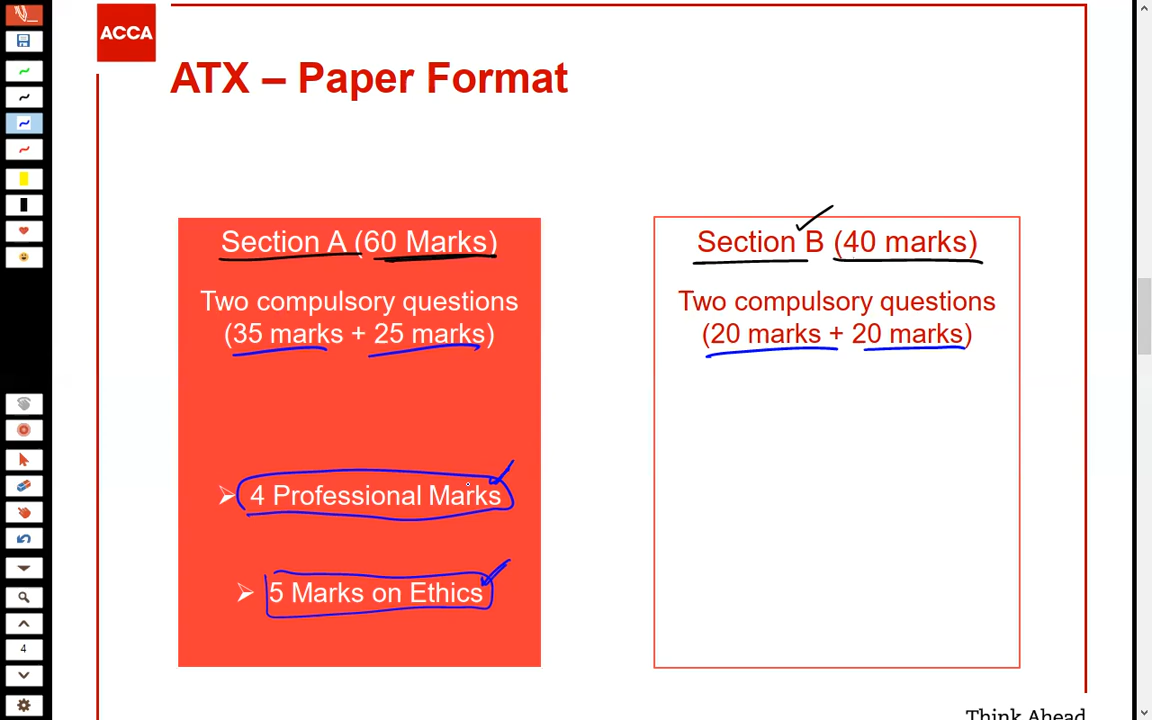 ACCA
ATX – Paper Format
Section A (60 Marks)
Two compulsory questions
(35 marks + 25 marks)
4 Professional Marks
5 Marks on Ethics
Section B (40 marks)
Two compulsory questions
(20 marks + 20 marks)
4
Think Ahead